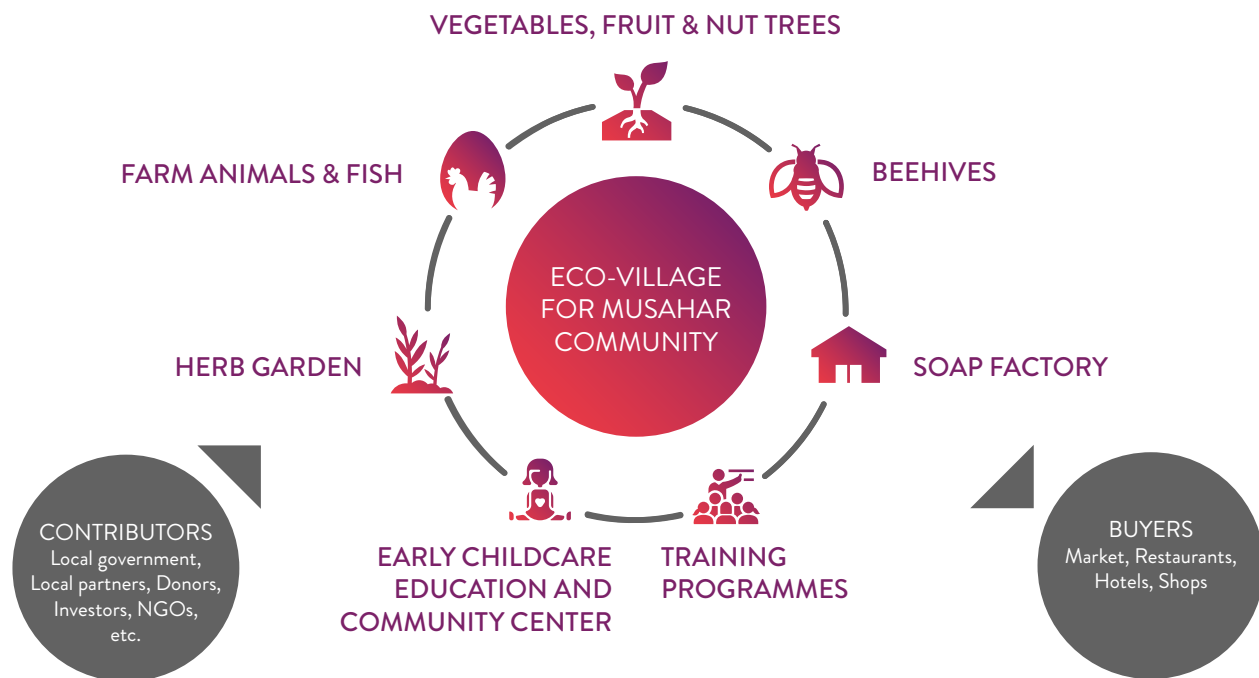 VEGETABLES, FRUIT & NUT TREES
FARM ANIMALS & FISH
BEEHIVES
ECO-VILLAGE
FOR MUSAHAR
COMMUNITY
HERB GARDEN
SOAP FACTORY
EARLY CHILDCARE
EDUCATION AND
COMMUNITY CENTER
TRAINING
PROGRAMMES
CONTRIBUTORS
Local government,
Local partners, Donors,
Investors, NGOs,
etc.
BUYERS
Market, Restaurants,
Hotels, Shops